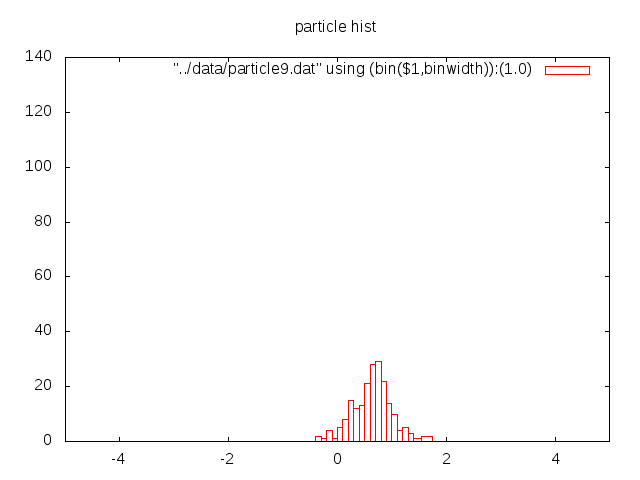 particle hist
"../data/particle9.dat" using (bin($1,binwidth)):(1.0)
140
120
100
80
60
40
20
0
-4 -2 0 2 4